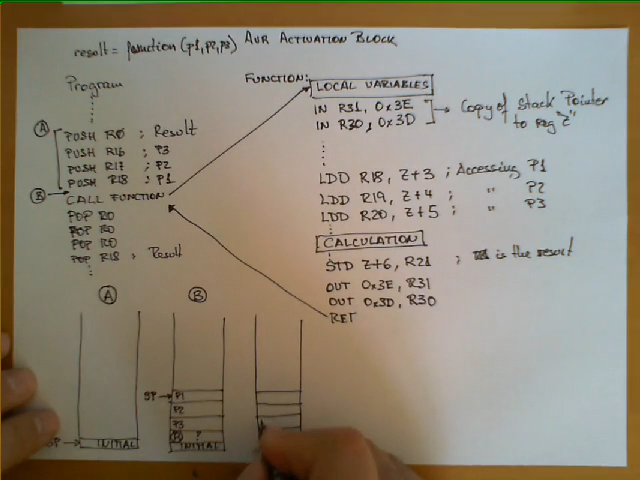 result = function (p1, p2, p3) AVR ACTIVATION BLOCK
Program
A
PUSH R0 ; Result
PUSH R16 ; P3
PUSH R17 ; P2
PUSH R18 ; P1
B
CALL FUNCTION
POP R0
POP R0
POP R0
POP R18 ; Result
FUNCTION:
LOCAL VARIABLES
IN R31, 0x3E
IN R30, 0x3D
Copy of Stack Pointer
to Reg "Z"
LDD R18, Z+3 ; Accessing P1
LDD R19, Z+4 ; " P2
LDD R20, Z+5 ; " P3
CALCULATION
STD Z+6, R21 ; is the result
OUT 0x3E, R31
OUT 0x3D, R30
RET
A
B
SP
P1
P2
P3
R ?
SP
INITIAL
INITIAL